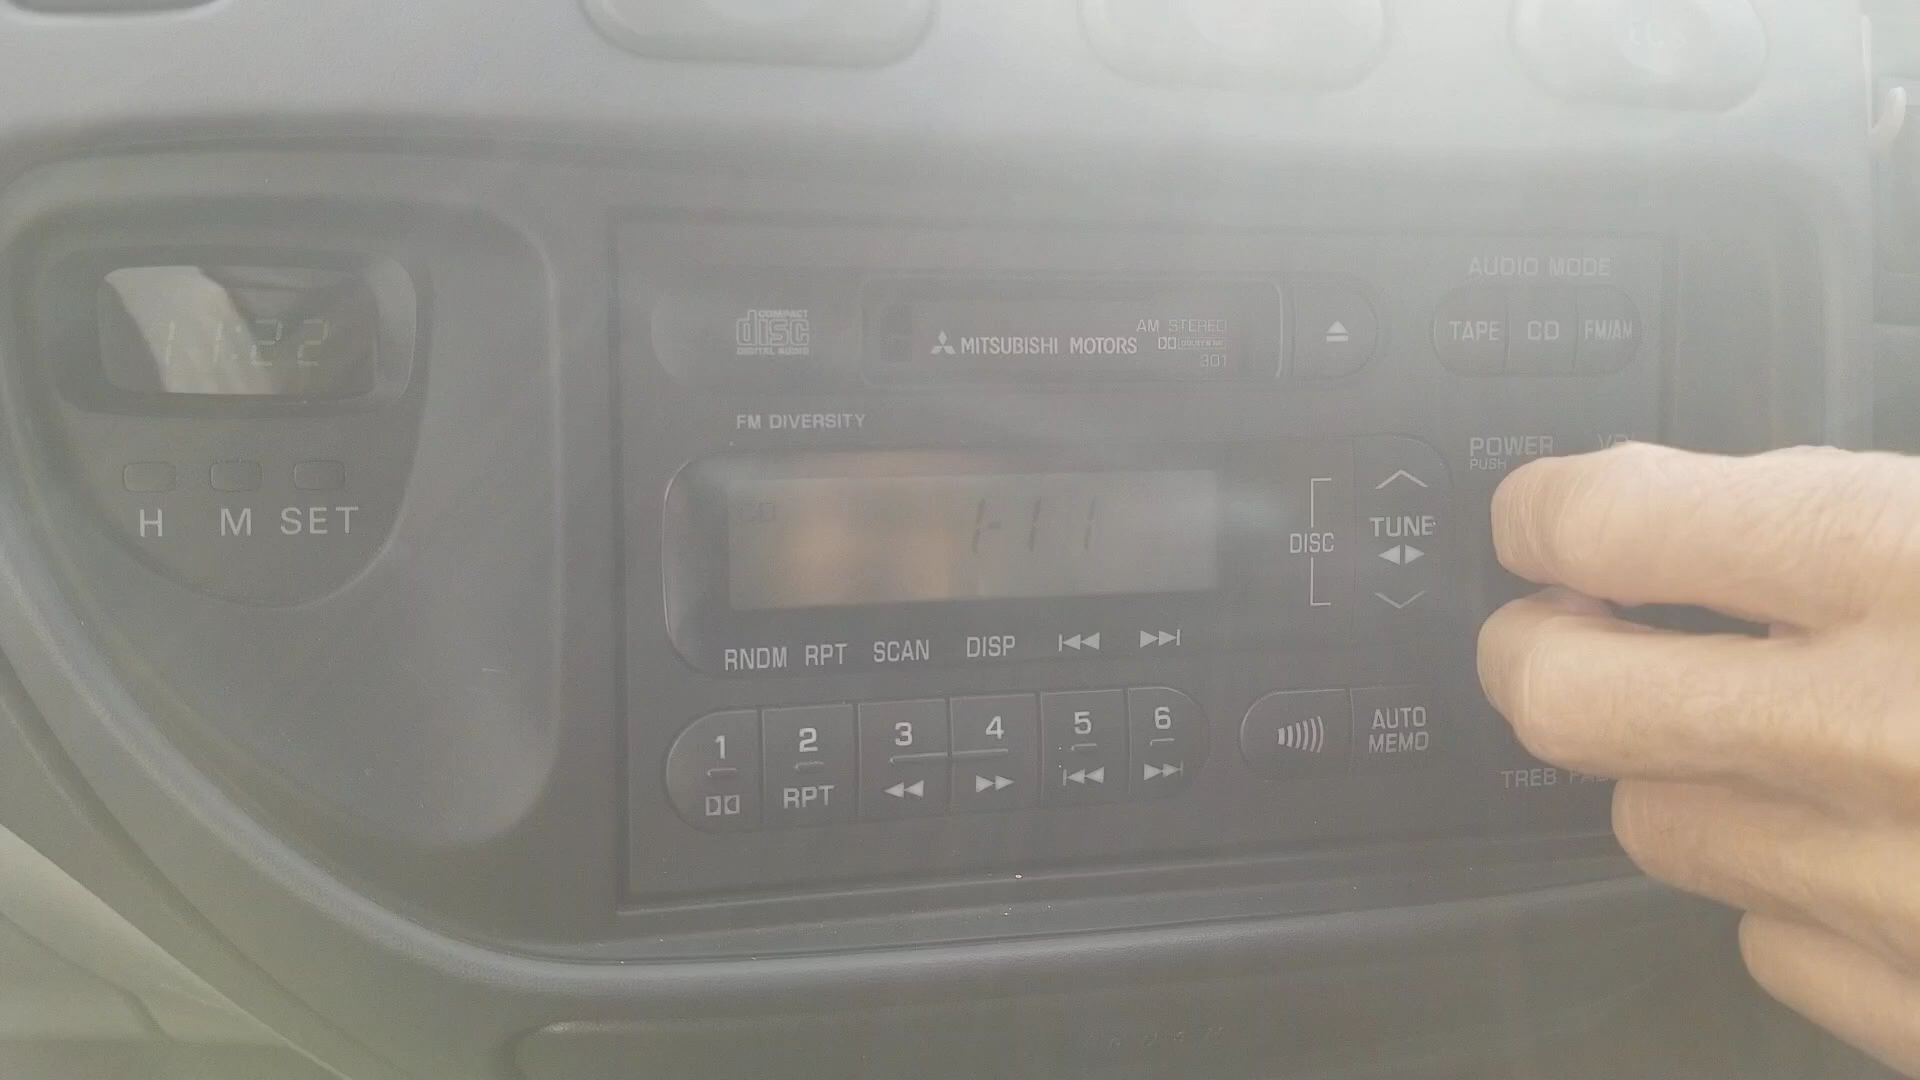 11:22
H M SET
COMPACT
disc
DIGITAL AUDIO
MITSUBISHI MOTORS
AM STEREO
301
AUDIO MODE
TAPE CD FM/AM
FM DIVERSITY
POWER
PUSH
DISC
TUNE
RNDM RPT SCAN DISP
1 2 3 4 5 6
RPT
AUTO
MEMO
TREB